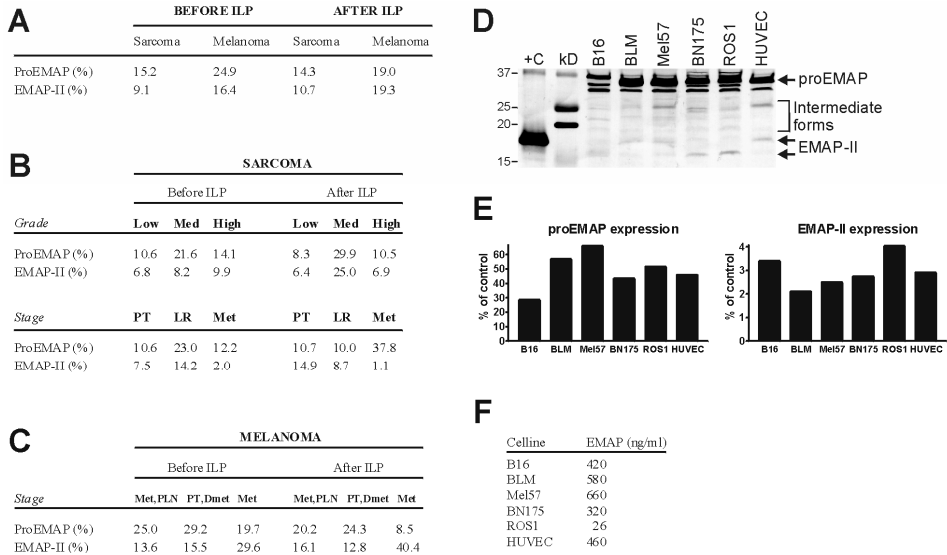 A
BEFORE ILP AFTER ILP
Sarcoma Melanoma Sarcoma Melanoma
ProEMAP (%) 15.2 24.9 14.3 19.0
EMAP-II (%) 9.1 16.4 10.7 19.3
B
SARCOMA
Before ILP After ILP
Grade Low Med High Low Med High
ProEMAP (%) 10.6 21.6 14.1 8.3 29.9 10.5
EMAP-II (%) 6.8 8.2 9.9 6.4 25.0 6.9
Stage PT LR Met PT LR Met
ProEMAP (%) 10.6 23.0 12.2 10.7 10.0 37.8
EMAP-II (%) 7.5 14.2 2.0 14.9 8.7 1.1
C
MELANOMA
Before ILP After ILP
Stage Met,PLN PT,Dmet Met Met,PLN PT,Dmet Met
ProEMAP (%) 25.0 29.2 19.7 20.2 24.3 8.5
EMAP-II (%) 13.6 15.5 29.6 16.1 12.8 40.4
D
+C kD B16 BLM Mel57 BN175 ROS1 HUVEC
37
25
20
15
proEMAP
Intermediate
forms
EMAP-II
E
proEMAP expression
% of control
60
50
40
30
20
10
0
B16 BLM Mel57 BN175 ROS1 HUVEC
EMAP-II expression
% of control
4
3
2
1
0
B16 BLM Mel57 BN175 ROS1 HUVEC
F
Celline EMAP (ng/ml)
B16 420
BLM 580
Mel57 660
BN175 320
ROS1 26
HUVEC 460